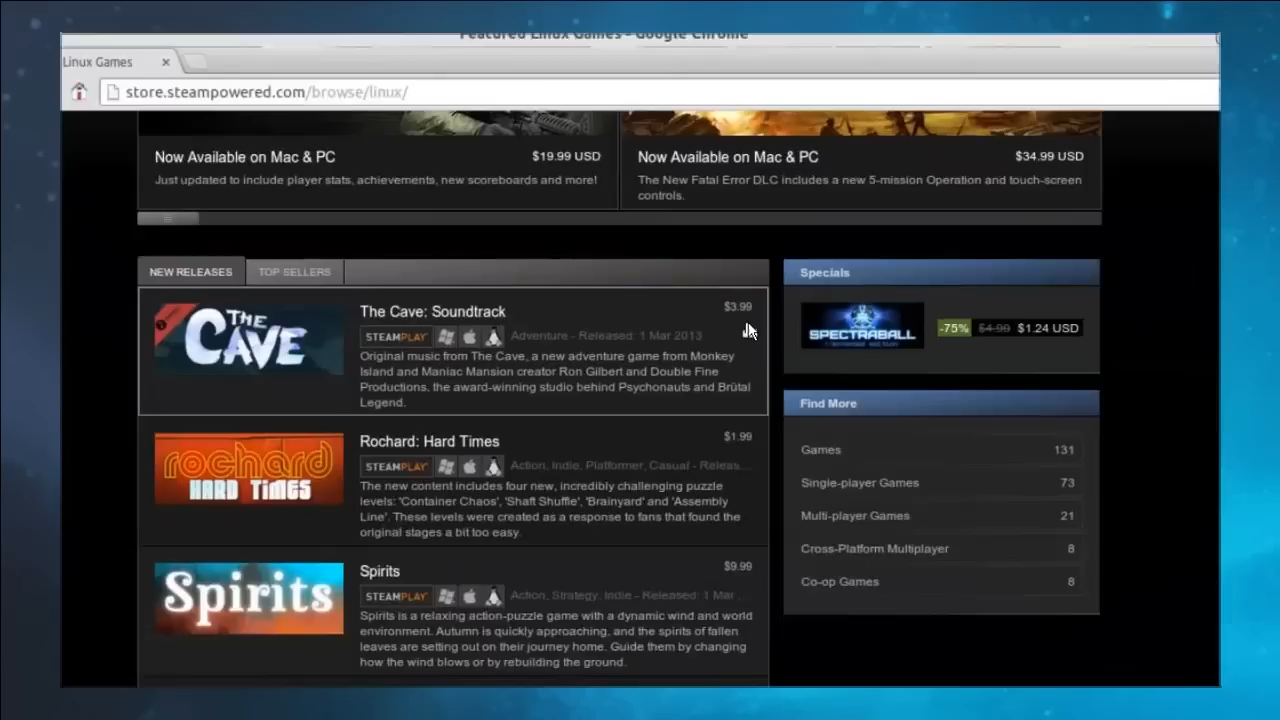 Featured Linux Games - Google Chrome
Linux Games ×
store.steampowered.com/browse/linux/
Now Available on Mac & PC $19.99 USD
Just updated to include player stats, achievements, new scoreboards and more!
Now Available on Mac & PC $34.99 USD
The New Fatal Error DLC includes a new 5-mission Operation and touch-screen
controls.
NEW RELEASES TOP SELLERS
THE CAVE
The Cave: Soundtrack $3.99
STEAMPLAY Adventure - Released: 1 Mar 2013
Original music from The Cave, a new adventure game from Monkey
Island and Maniac Mansion creator Ron Gilbert and Double Fine
Productions, the award-winning studio behind Psychonauts and Brütal
Legend.
rochard
HARD TIMES
Rochard: Hard Times $1.99
STEAMPLAY Action, Indie, Platformer, Casual - Releas...
The new content includes four new, incredibly challenging puzzle
levels: 'Container Chaos', 'Shaft Shuffle', 'Brainyard' and 'Assembly
Line'. These levels were created as a response to fans that found the
original stages a bit too easy.
Spirits
Spirits $9.99
STEAMPLAY Action, Strategy, Indie - Released: 1 Mar ...
Spirits is a relaxing action-puzzle game with a dynamic wind and world
environment. Autumn is quickly approaching, and the spirits of fallen
leaves are setting out on their journey home. Guide them by changing
how the wind blows or by rebuilding the ground.
Specials
SPECTRABALL
-75% $4.99 $1.24 USD
Find More
Games 131
Single-player Games 73
Multi-player Games 21
Cross-Platform Multiplayer 8
Co-op Games 8